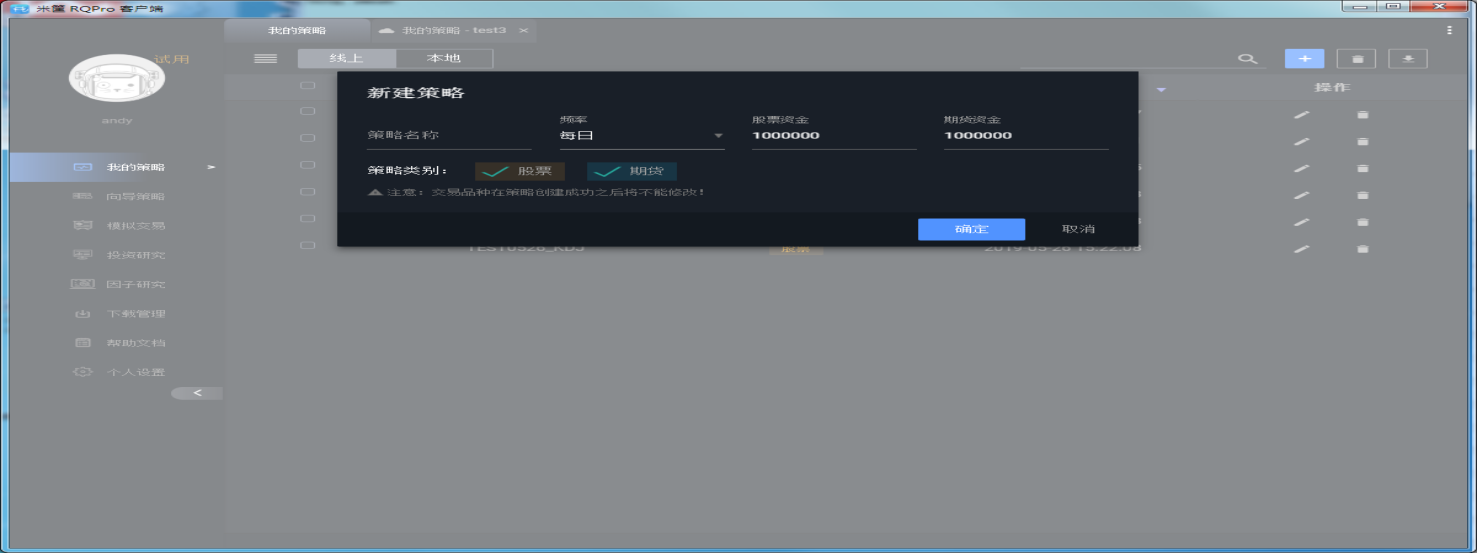 米筐 RQPro 客户端
我的策略
我的策略 - test3 ×
试用
线上
本地
andy
操作
新建策略
策略名称
频率
每日
股票资金
1000000
期货资金
1000000
策略类别:
股票
期货
注意: 交易品种在策略创建成功之后将不能修改!
确定
取消
TEST0526_KDJ
股票
我的策略 >
向导策略
模拟交易
投资研究
因子研究
下载管理
帮助文档
个人设置
<